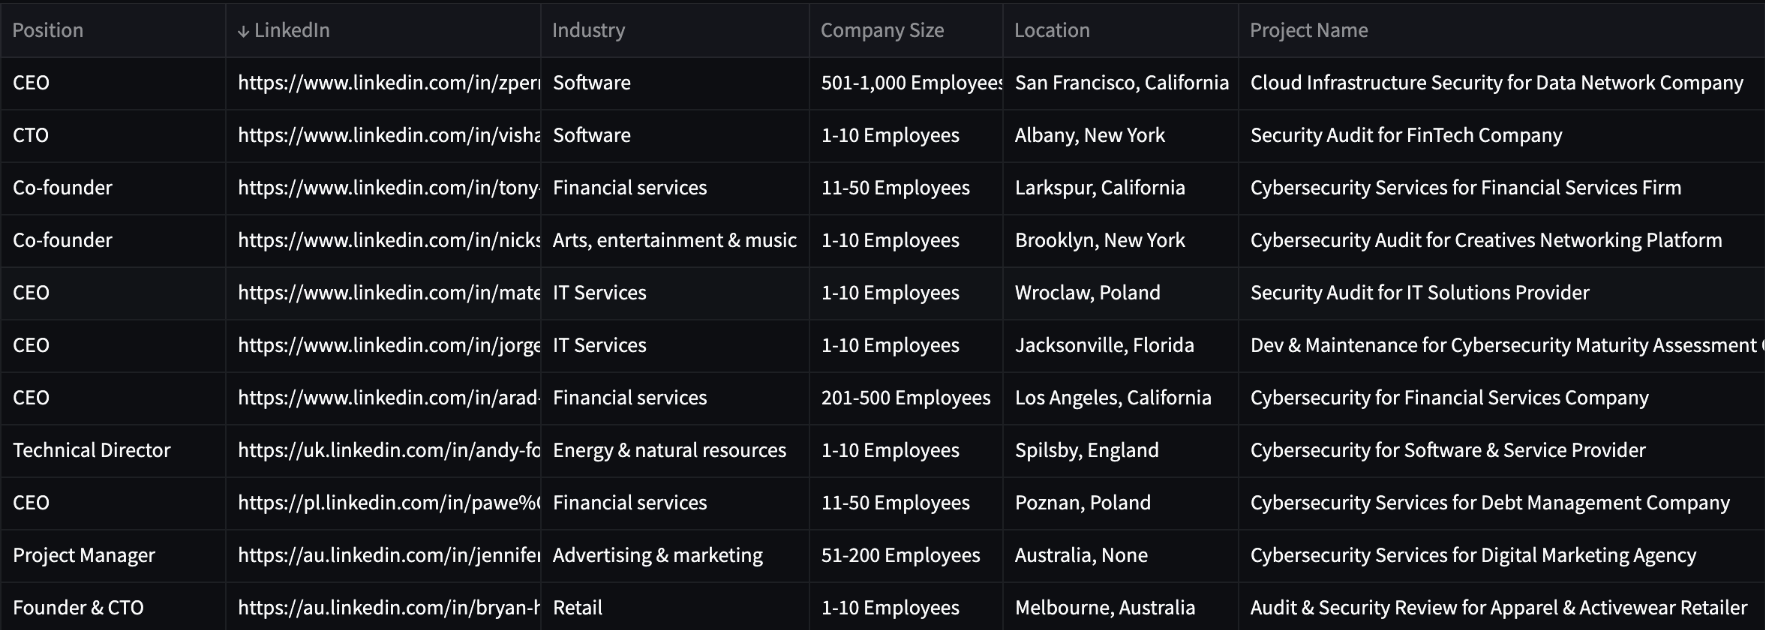 Position ↓ LinkedIn Industry Company Size Location Project Name
CEO https://www.linkedin.com/in/zper Software 501-1,000 Employees San Francisco, California Cloud Infrastructure Security for Data Network Company
CTO https://www.linkedin.com/in/visha Software 1-10 Employees Albany, New York Security Audit for FinTech Company
Co-founder https://www.linkedin.com/in/tony- Financial services 11-50 Employees Larkspur, California Cybersecurity Services for Financial Services Firm
Co-founder https://www.linkedin.com/in/nicks Arts, entertainment & music 1-10 Employees Brooklyn, New York Cybersecurity Audit for Creatives Networking Platform
CEO https://www.linkedin.com/in/mate IT Services 1-10 Employees Wroclaw, Poland Security Audit for IT Solutions Provider
CEO https://www.linkedin.com/in/jorge IT Services 1-10 Employees Jacksonville, Florida Dev & Maintenance for Cybersecurity Maturity Assessment
CEO https://www.linkedin.com/in/arad- Financial services 201-500 Employees Los Angeles, California Cybersecurity for Financial Services Company
Technical Director https://uk.linkedin.com/in/andy-fo Energy & natural resources 1-10 Employees Spilsby, England Cybersecurity for Software & Service Provider
CEO https://pl.linkedin.com/in/pawe% Financial services 11-50 Employees Poznan, Poland Cybersecurity Services for Debt Management Company
Project Manager https://au.linkedin.com/in/jennifer Advertising & marketing 51-200 Employees Australia, None Cybersecurity Services for Digital Marketing Agency
Founder & CTO https://au.linkedin.com/in/bryan-h Retail 1-10 Employees Melbourne, Australia Audit & Security Review for Apparel & Activewear Retailer